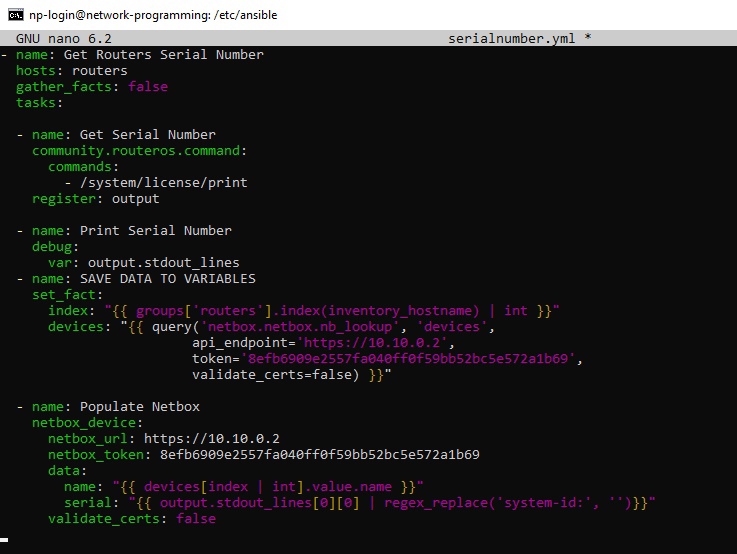 np-login@network-programming: /etc/ansible
GNU nano 6.2 serialnumber.yml *
- name: Get Routers Serial Number
  hosts: routers
  gather_facts: false
  tasks:

  - name: Get Serial Number
    community.routeros.command:
      commands:
        - /system/license/print
    register: output

  - name: Print Serial Number
    debug:
      var: output.stdout_lines
  - name: SAVE DATA TO VARIABLES
    set_fact:
      index: "{{ groups['routers'].index(inventory_hostname) | int }}"
      devices: "{{ query('netbox.netbox.nb_lookup', 'devices',
                        api_endpoint='https://10.10.0.2',
                        token='8efb6909e2557fa040ff0f59bb52bc5e572a1b69',
                        validate_certs=false) }}"

  - name: Populate Netbox
    netbox_device:
      netbox_url: https://10.10.0.2
      netbox_token: 8efb6909e2557fa040ff0f59bb52bc5e572a1b69
      data:
        name: "{{ devices[index | int].value.name }}"
        serial: "{{ output.stdout_lines[0][0] | regex_replace('system-id:', '')}}"
      validate_certs: false